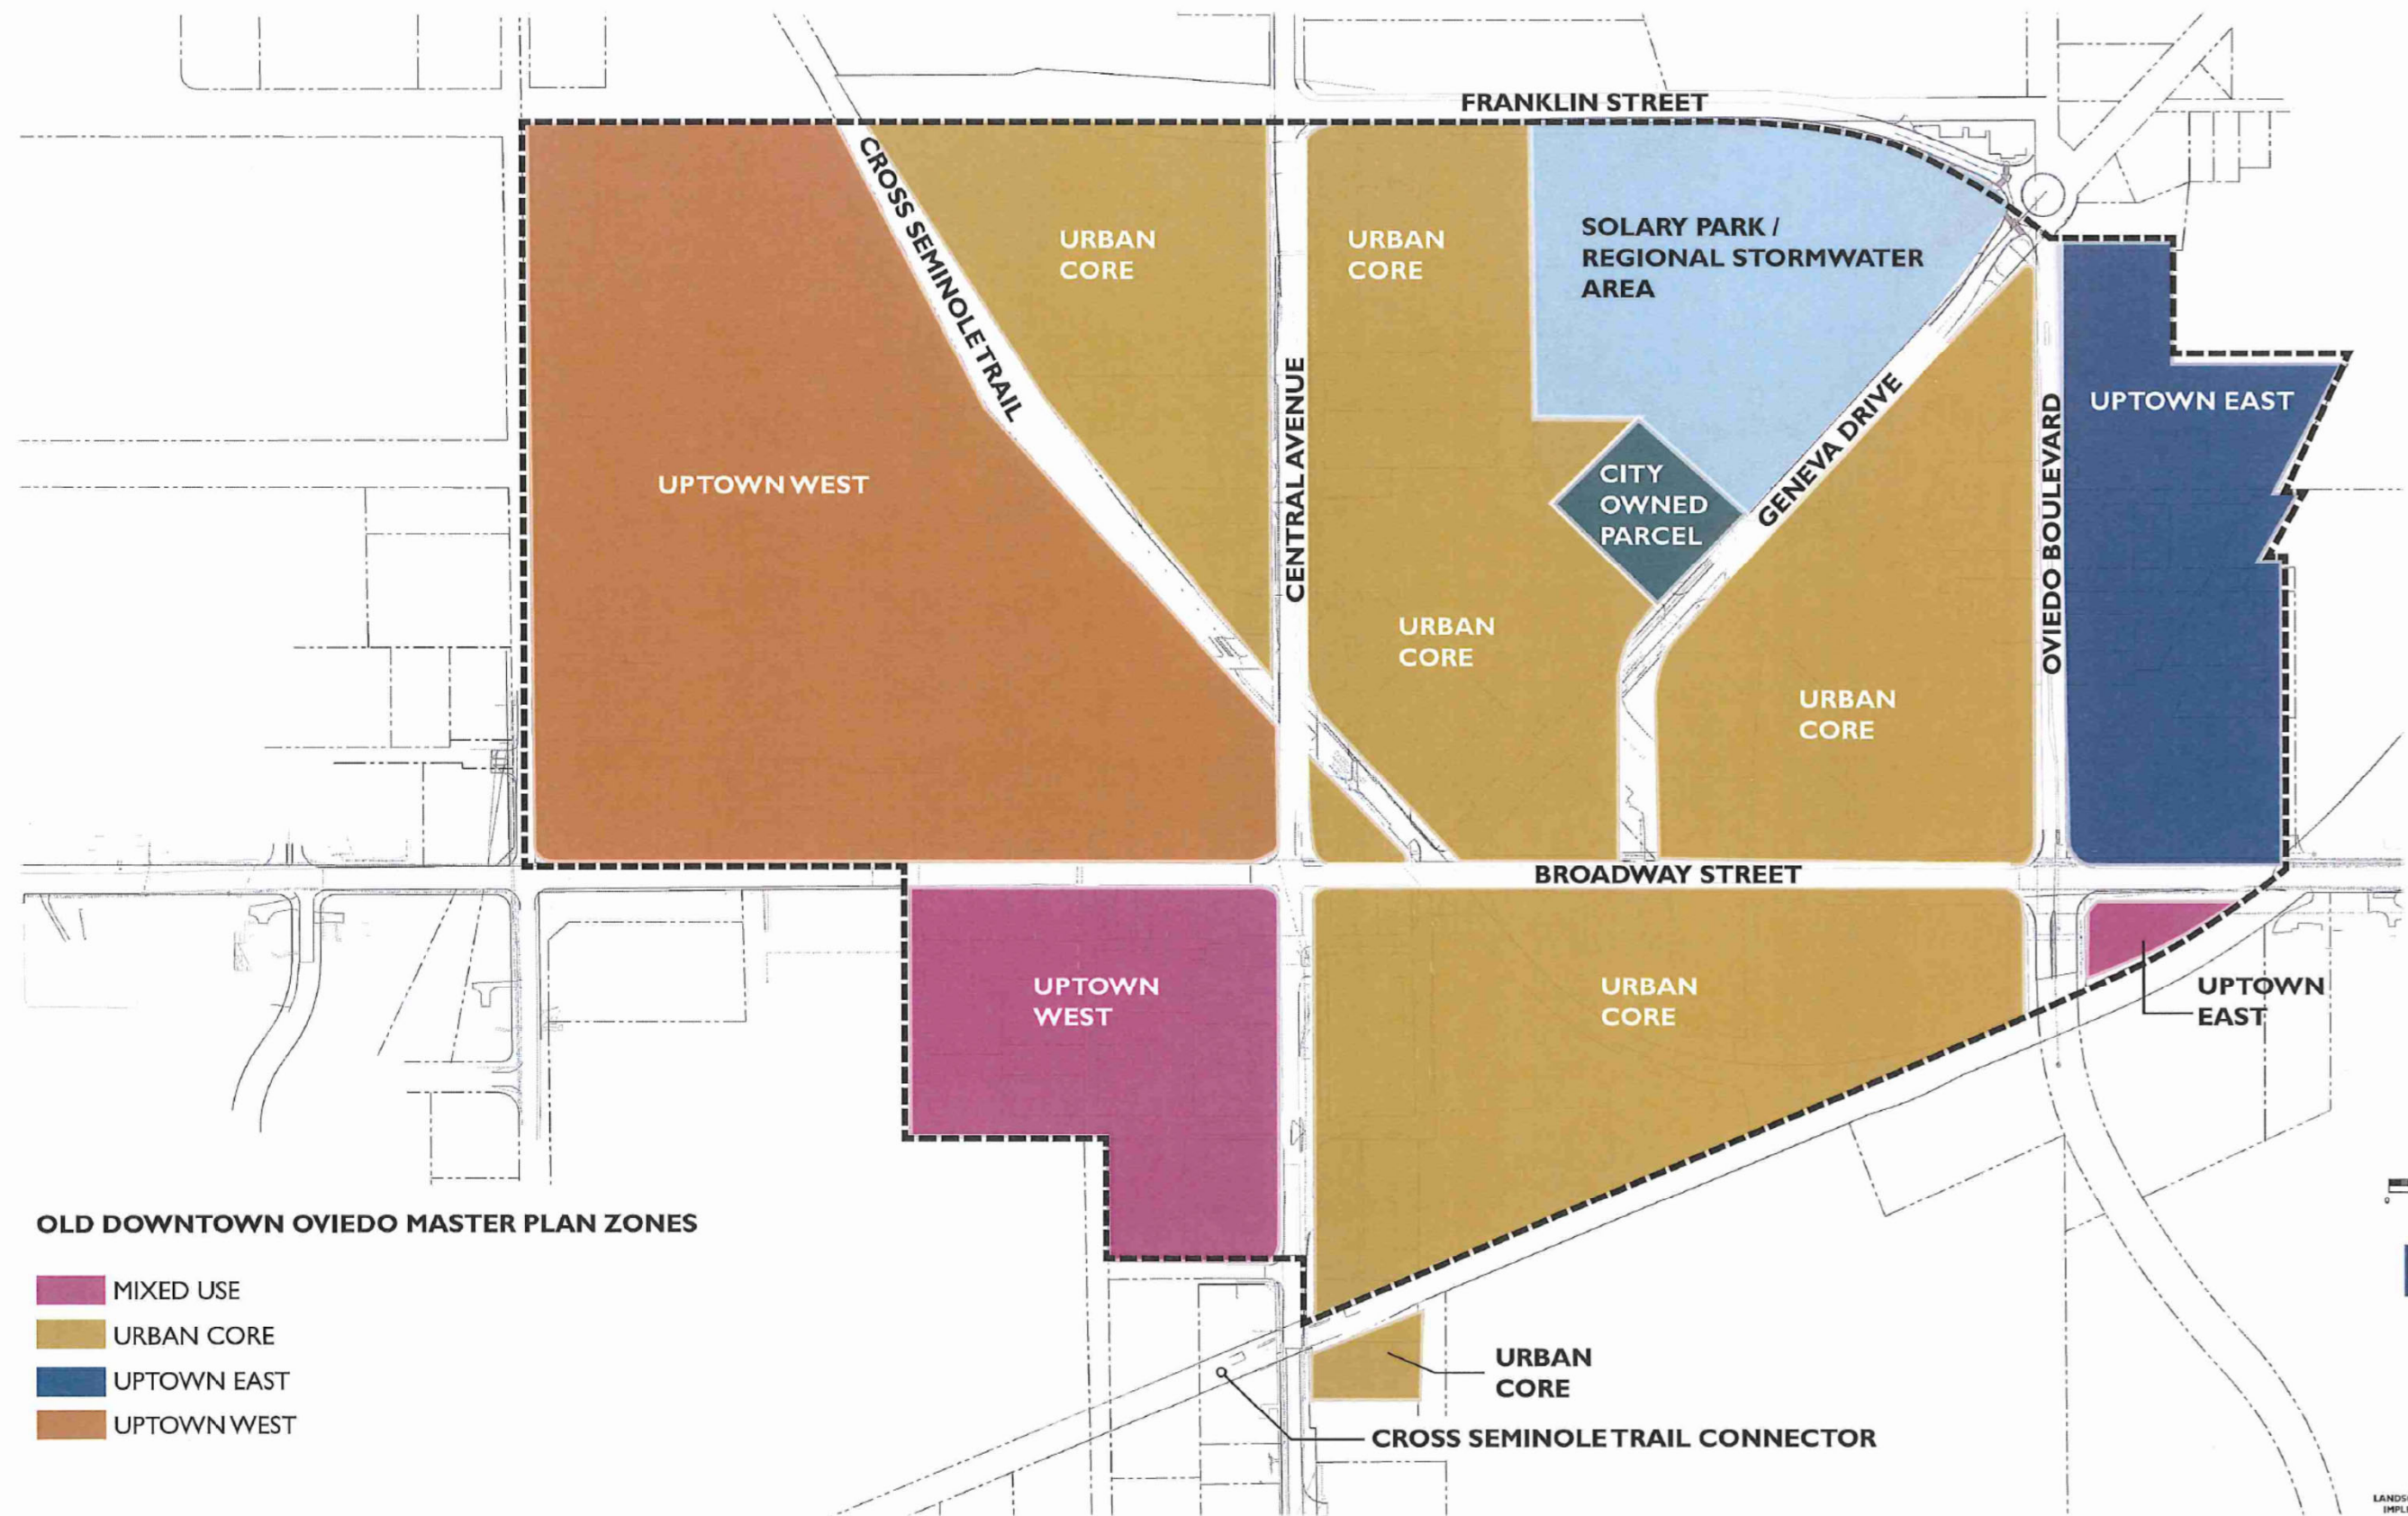 FRANKLIN STREET
CROSS SEMINOLE TRAIL
URBAN
CORE
URBAN
CORE
SOLARY PARK /
REGIONAL STORMWATER
AREA
UPTOWN WEST
CENTRAL AVENUE
CITY
OWNED
PARCEL
GENEVA DRIVE
OVIEDO BOULEVARD
UPTOWN EAST
URBAN
CORE
URBAN
CORE
BROADWAY STREET
UPTOWN
WEST
URBAN
CORE
UPTOWN
EAST
OLD DOWNTOWN OVIEDO MASTER PLAN ZONES
MIXED USE
URBAN CORE
UPTOWN EAST
UPTOWN WEST
URBAN
CORE
CROSS SEMINOLE TRAIL CONNECTOR